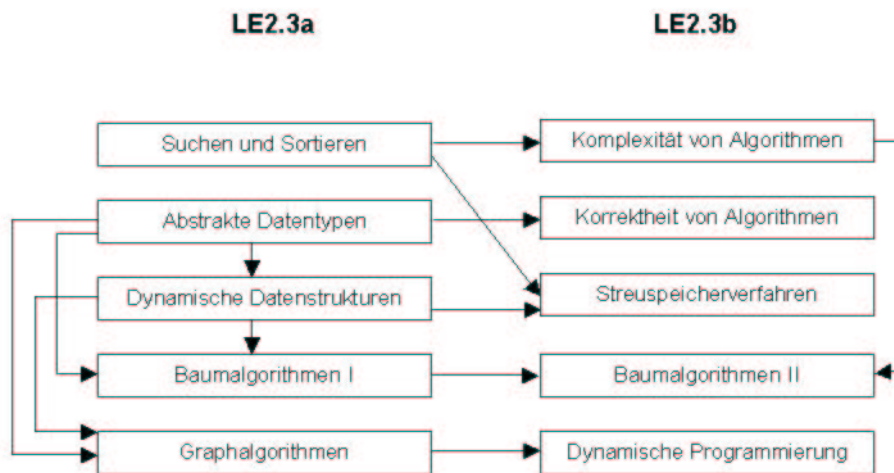 LE2.3a LE2.3b
Suchen und Sortieren Komplexität von Algorithmen
Abstrakte Datentypen Korrektheit von Algorithmen
Dynamische Datenstrukturen Streuspeicherverfahren
Baumalgorithmen I Baumalgorithmen II
Graphalgorithmen Dynamische Programmierung